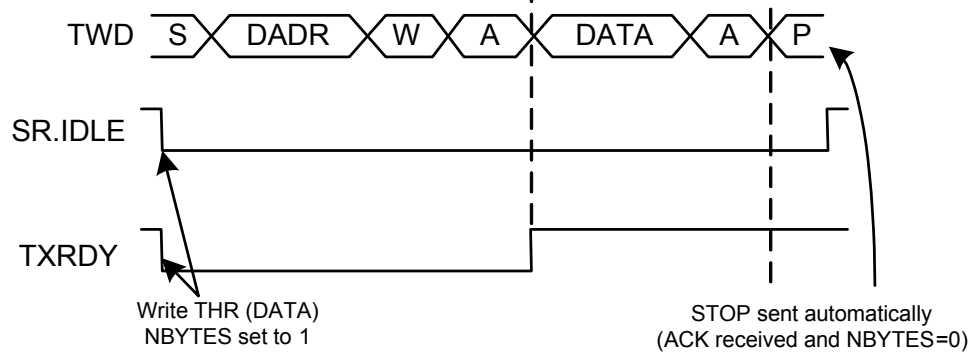 TWD S DADR W A DATA A P
SR.IDLE
TXRDY
Write THR (DATA)
NBYTES set to 1
STOP sent automatically
(ACK received and NBYTES=0)